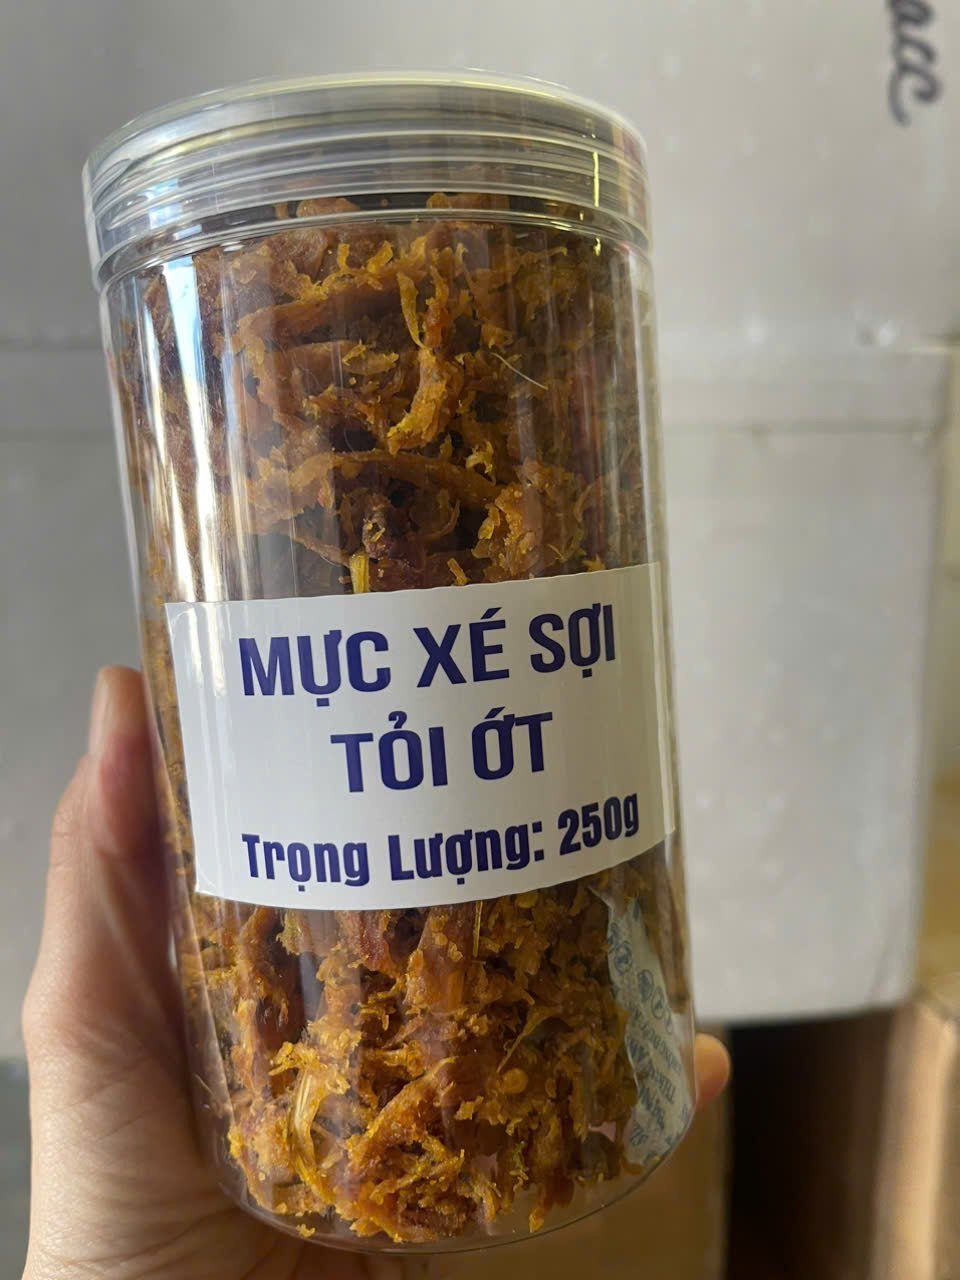 MỰC XÉ SỢI
TỎI ỚT
Trọng Lượng: 250g